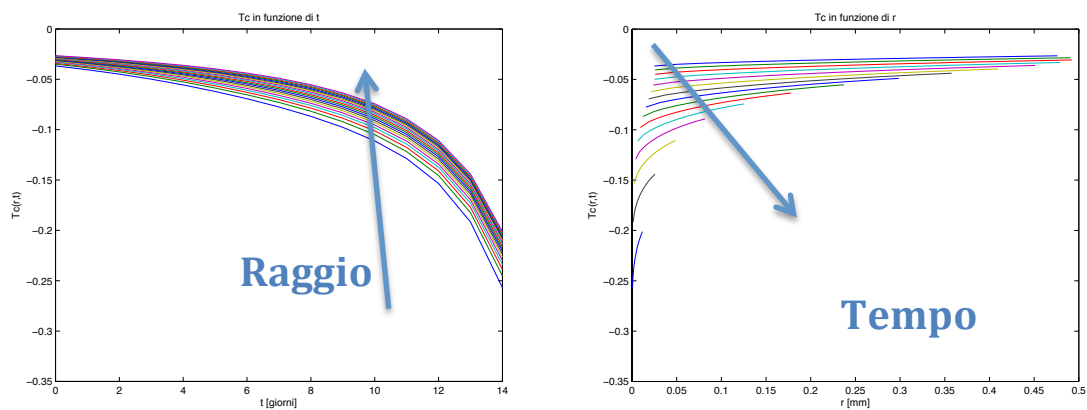 Tc in funzione di t
0
−0.05
−0.1
−0.15
−0.2
−0.25
−0.3
−0.35
Tc(r,t)
0 2 4 6 8 10 12 14
t [giorni]
Raggio
Tc in funzione di r
0
−0.05
−0.1
−0.15
−0.2
−0.25
−0.3
−0.35
Tc(r,t)
0 0.05 0.1 0.15 0.2 0.25 0.3 0.35 0.4 0.45 0.5
r [mm]
Tempo